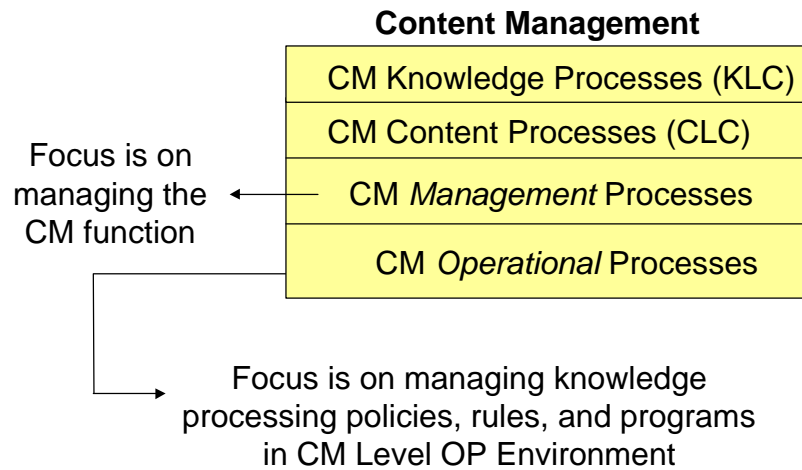 Content Management
CM Knowledge Processes (KLC)
CM Content Processes (CLC)
Focus is on
managing the
CM function
CM Management Processes
CM Operational Processes
Focus is on managing knowledge
processing policies, rules, and programs
in CM Level OP Environment